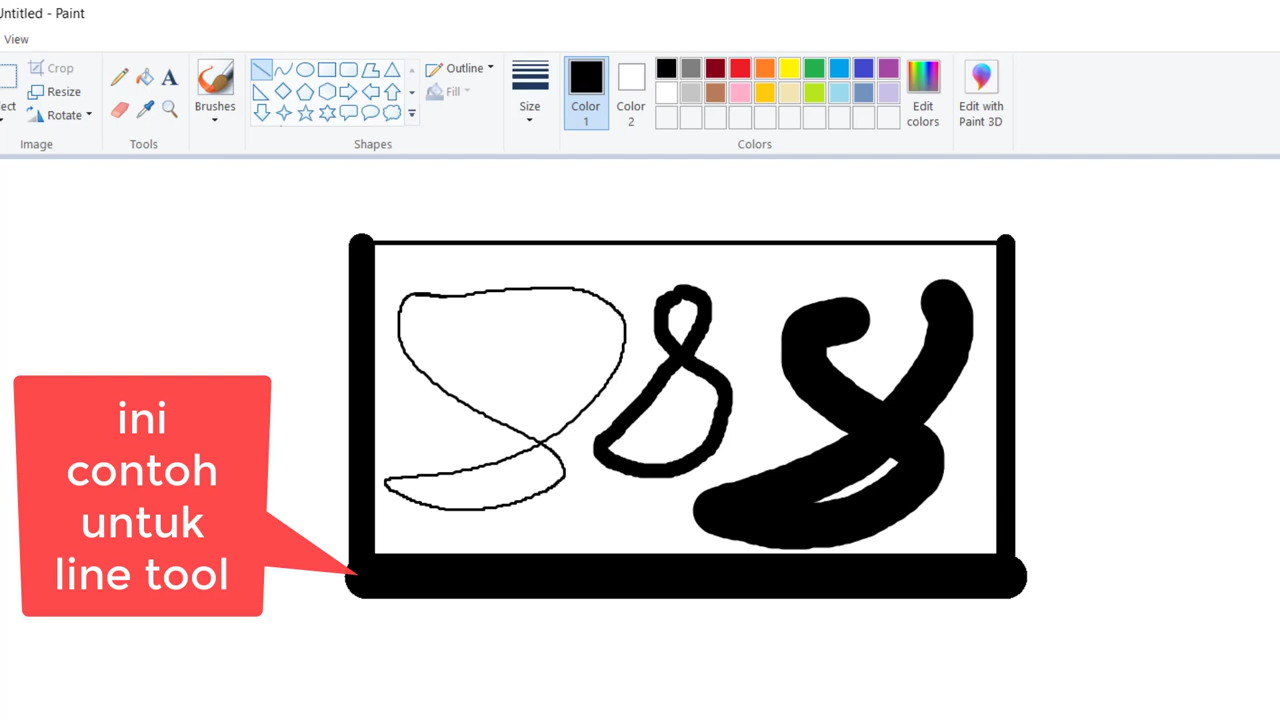 Untitled - Paint
View
Crop
Resize
Rotate
Image
Tools
Brushes
Shapes
Outline
Fill
Size
Color
1
Color
2
Edit
colors
Colors
Edit with
Paint 3D
A
ini
contoh
untuk
line tool